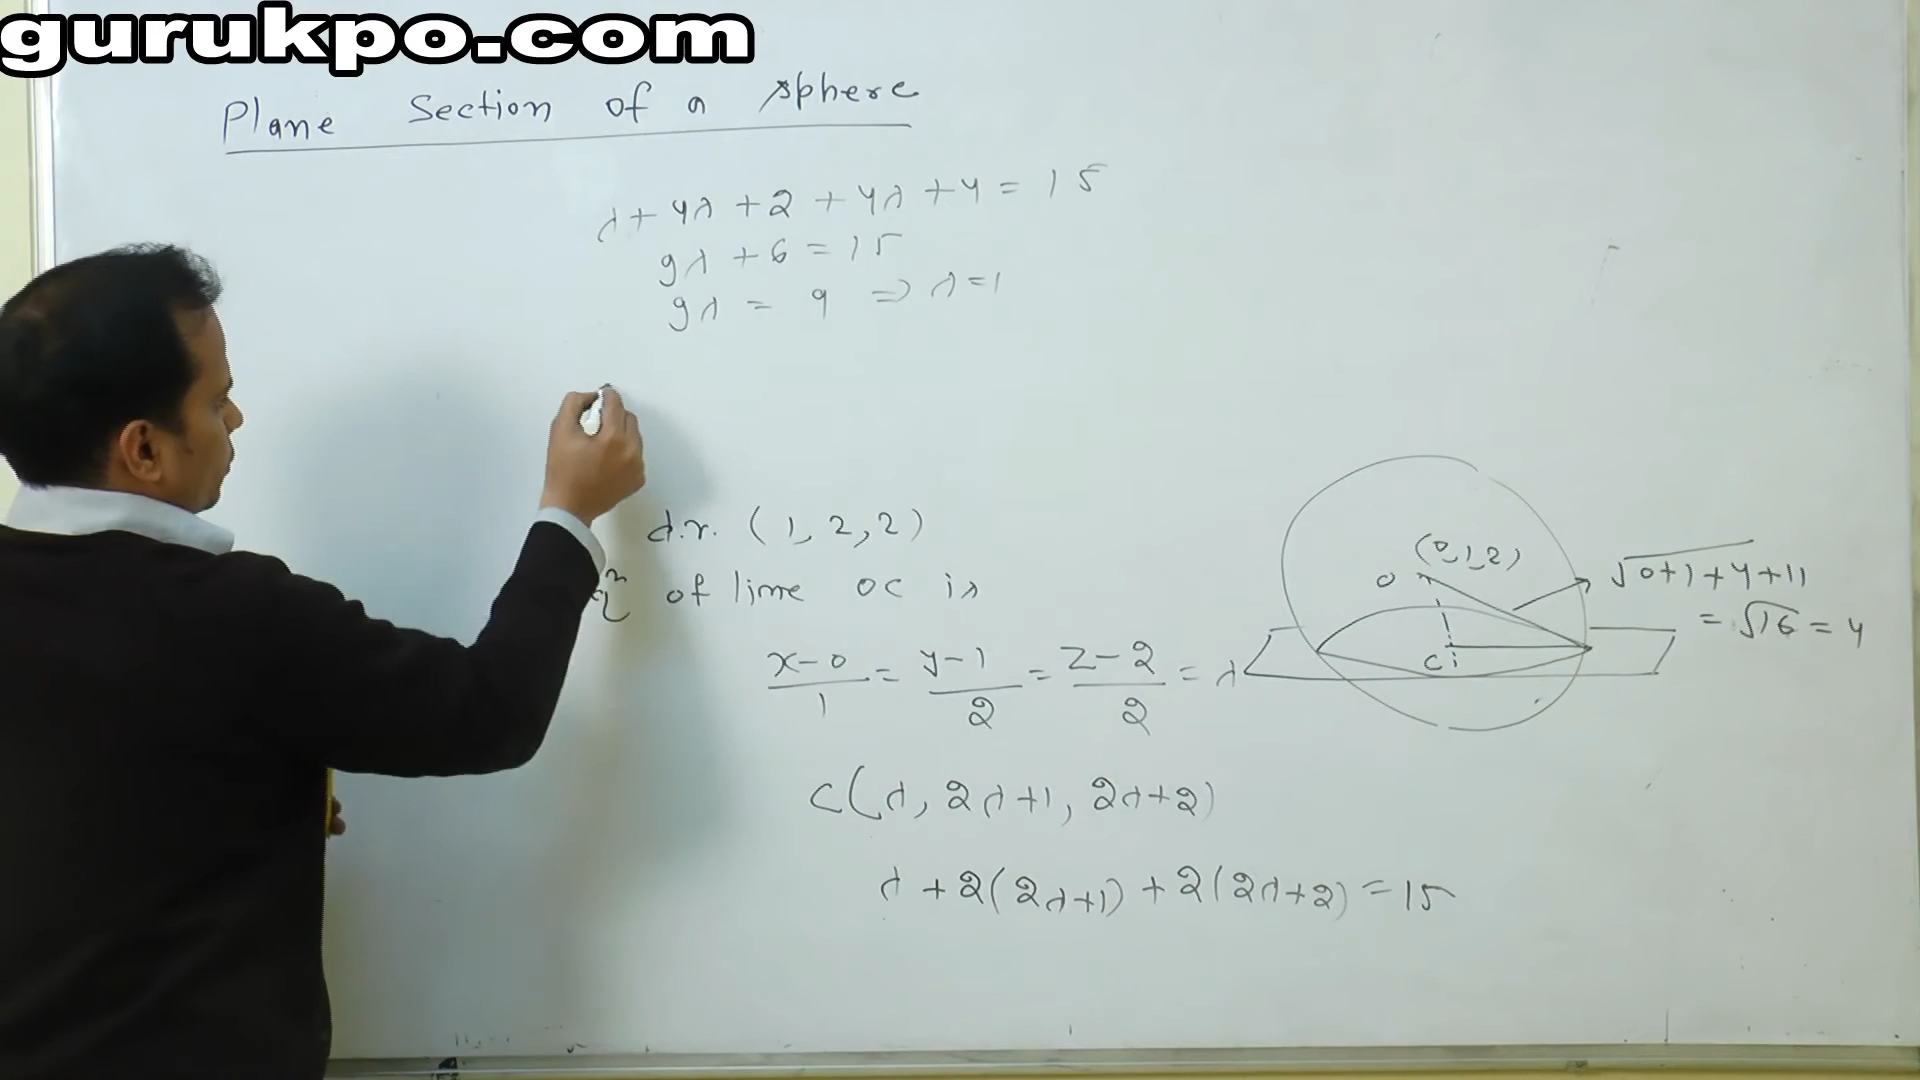 gurukpo.com
Plane Section of a sphere
λ + 4λ + 2 + 4λ + 4 = 15
9λ + 6 = 15
9λ = 9 => λ = 1
d.r. (1, 2, 2)
of line OC is
x-0/1 = y-1/2 = z-2/2 = λ
C(λ, 2λ+1, 2λ+2)
λ + 2(2λ+1) + 2(2λ+2) = 15
(0,1,2)
O
C
√0+1+4+11
= √16 = 4